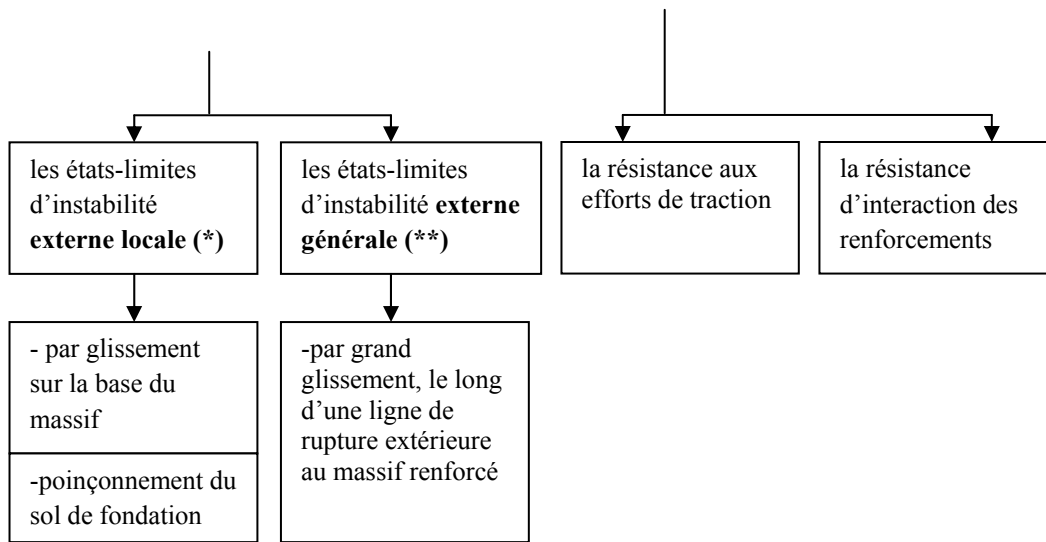 les états-limites
d’instabilité
externe locale (*)
les états-limites
d’instabilité externe
générale (**)
la résistance aux
efforts de traction
la résistance
d’interaction des
renforcements
- par glissement
sur la base du
massif
-poinçonnement du
sol de fondation
-par grand
glissement, le long
d’une ligne de
rupture extérieure
au massif renforcé